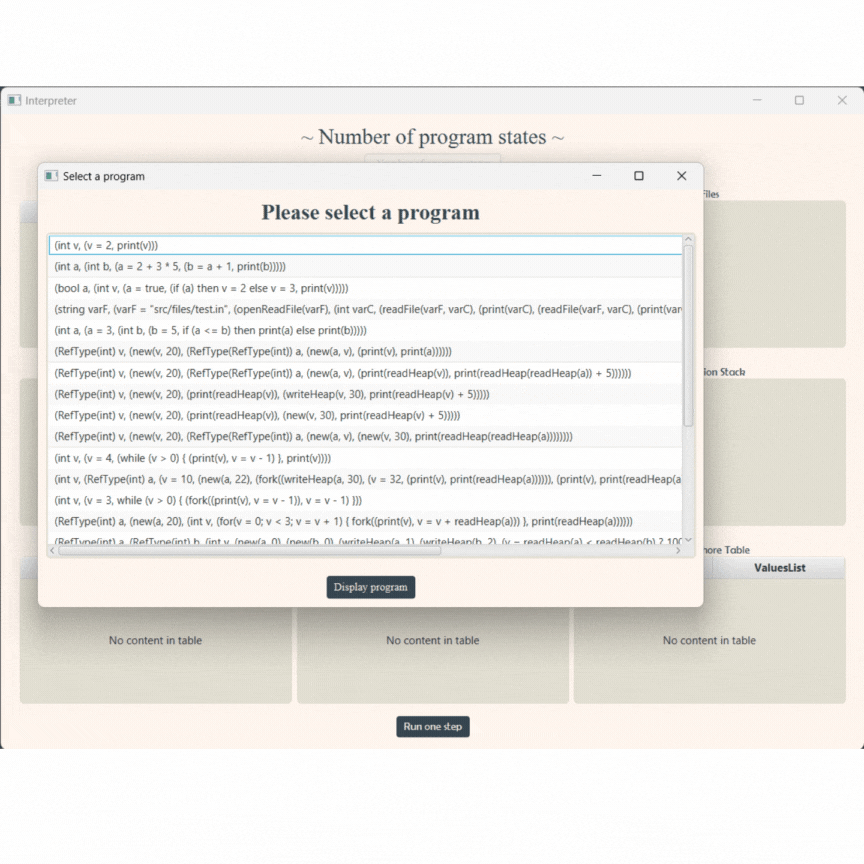 Interpreter
~ Number of program states ~
Select a program
Files
Please select a program
(int v, (v = 2, print(v)))
(int a, (int b, (a = 2 + 3 * 5, (b = a + 1, print(b)))))
(bool a, (int v, (a = true, (if (a) then v = 2 else v = 3, print(v)))))
(string varF, (varF = "src/files/test.in", (openReadFile(varF), (int varC, (readFile(varF, varC), (print(varC), (readFile(varF, varC), (print(var
(int a, (a = 3, (int b, (b = 5, if (a <= b) then print(a) else print(b)))))
(RefType(int) v, (new(v, 20), (RefType(RefType(int)) a, (new(a, v), (print(v), print(a))))))
ion Stack
(RefType(int) v, (new(v, 20), (RefType(RefType(int)) a, (new(a, v), (print(readHeap(v)), print(readHeap(readHeap(a)) + 5))))))
(RefType(int) v, (new(v, 20), (print(readHeap(v)), (writeHeap(v, 30), print(readHeap(v) + 5)))))
(RefType(int) v, (new(v, 20), (print(readHeap(v)), (new(v, 30), print(readHeap(v) + 5)))))
(RefType(int) v, (new(v, 20), (RefType(RefType(int)) a, (new(a, v), (new(v, 30), print(readHeap(readHeap(a))))))))
(int v, (v = 4, (while (v > 0) { (print(v), v = v - 1) }, print(v))))
(int v, (RefType(int) a, (v = 10, (new(a, 22), (fork((writeHeap(a, 30), (v = 32, (print(v), print(readHeap(a)))))), (print(v), print(readHeap(a
(int v, (v = 3, while (v > 0) { (fork((print(v), v = v - 1)), v = v - 1) }))
(RefType(int) a, (new(a, 20), (int v, (for(v = 0; v < 3; v = v + 1) { fork((print(v), v = v + readHeap(a))) }, print(readHeap(a))))))
(RefType(int) a, (RefType(int) b, (int v, (new(a, 0), (new(b, 0), (writeHeap(a, 1), (writeHeap(b, 2), (v = readHeap(a) < readHeap(b) ? 100
hore Table
ValuesList
Display program
No content in table
No content in table
No content in table
Run one step